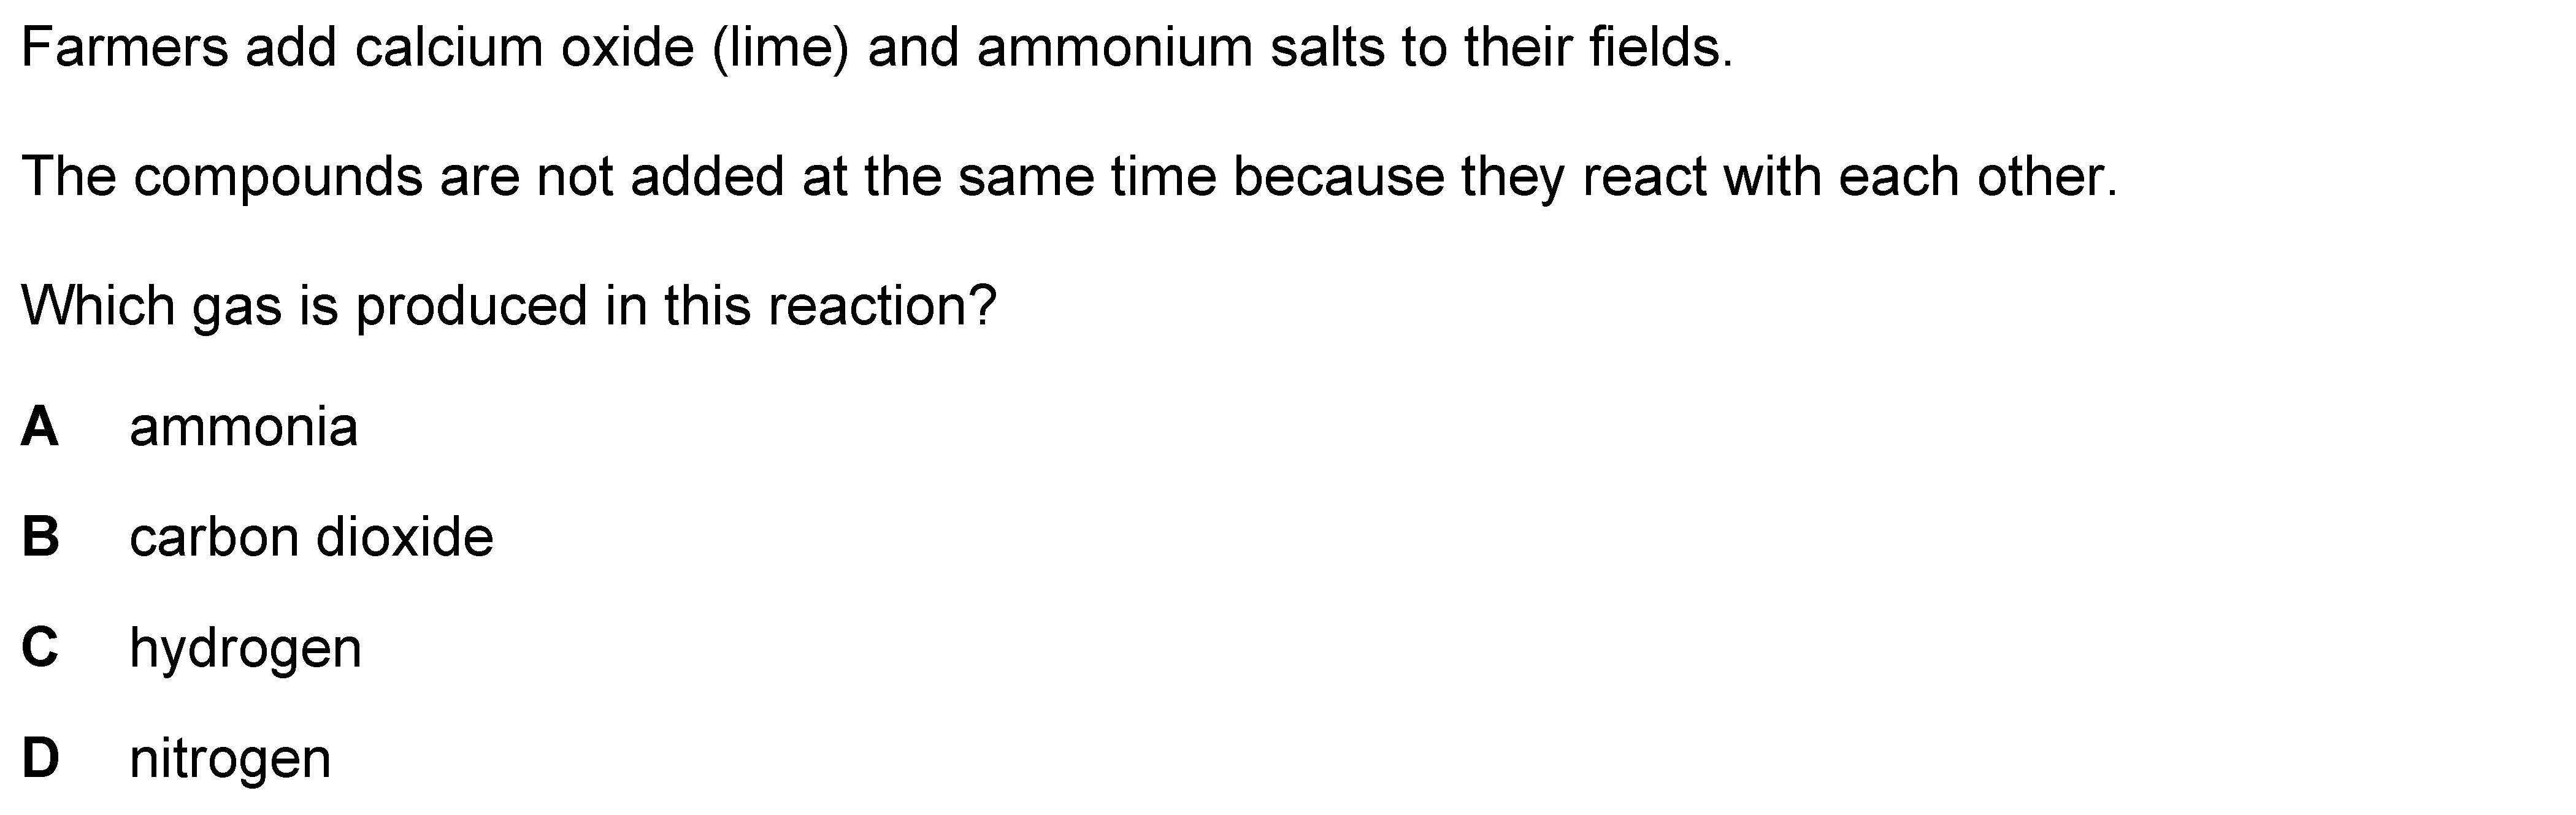 Farmers add calcium oxide (lime) and ammonium salts to their fields.
The compounds are not added at the same time because they react with each other.
Which gas is produced in this reaction?
A ammonia
B carbon dioxide
C hydrogen
D nitrogen